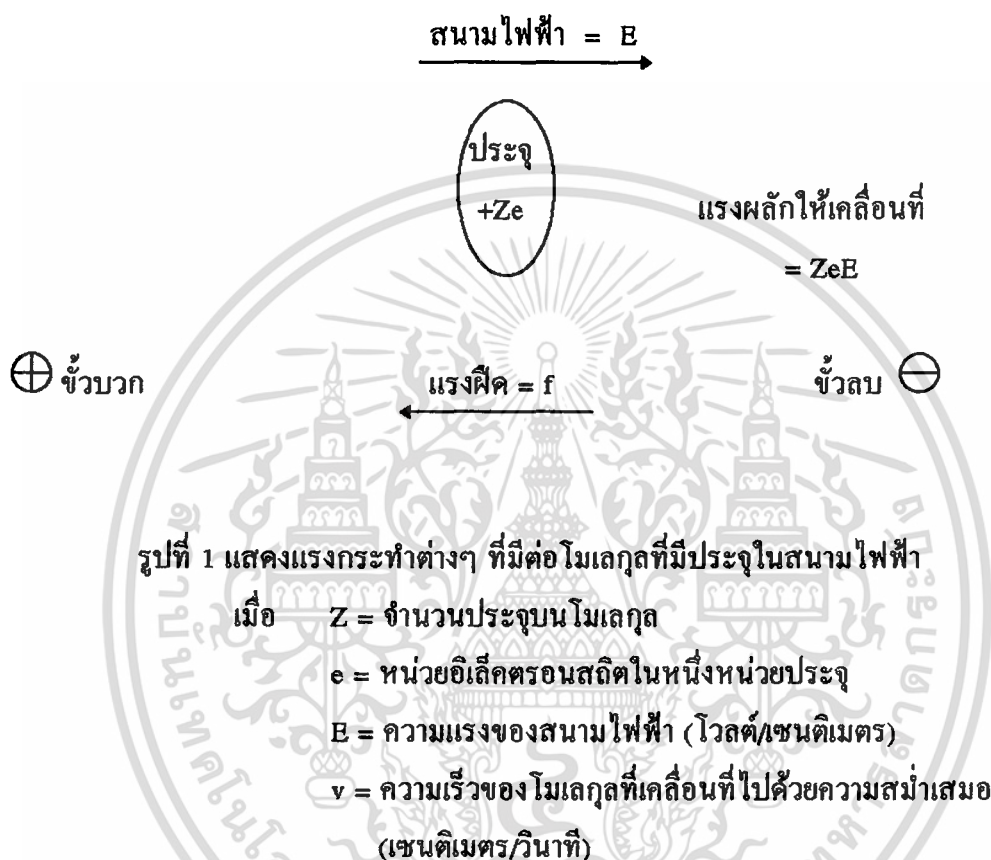 สนามไฟฟ้า = E
ประจุ
+Ze
แรงผลักให้เคลื่อนที่
= ZeE
ขั้วบวก
แรงฝืด = f
ขั้วลบ
รูปที่ 1 แสดงแรงกระทำต่างๆ ที่มีต่อโมเลกุลที่มีประจุในสนามไฟฟ้า
เมื่อ Z = จำนวนประจุบนโมเลกุล
e = หน่วยอิเล็คตรอนสถิตในหนึ่งหน่วยประจุ
E = ความแรงของสนามไฟฟ้า (โวลต์/เซนติเมตร)
v = ความเร็วของโมเลกุลที่เคลื่อนที่ไปด้วยความสม่ำเสมอ
(เซนติเมตร/วินาที)